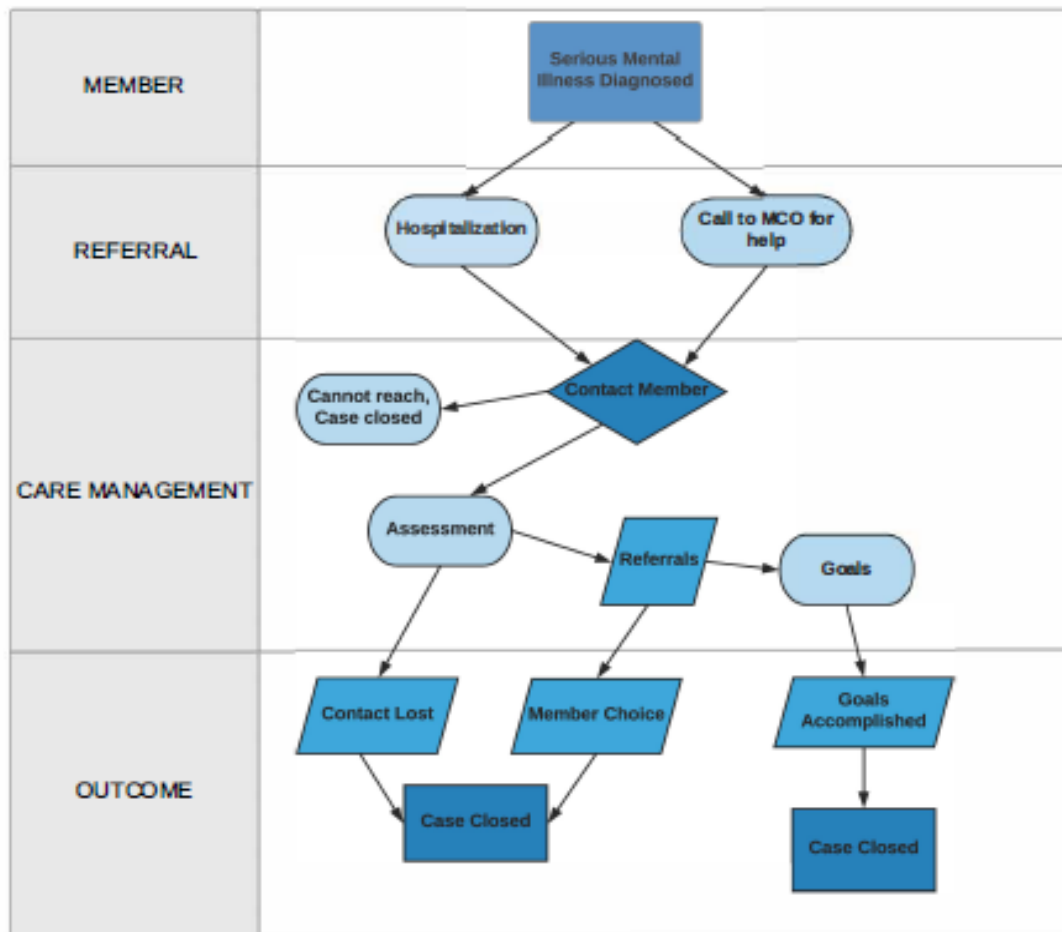 MEMBER
Serious Mental
Illness Diagnosed
REFERRAL
Hospitalization
Call to MCO for
help
CARE MANAGEMENT
Contact Member
Cannot reach,
Case closed
Assessment
Referrals
Goals
OUTCOME
Contact Lost
Member Choice
Goals
Accomplished
Case Closed
Case Closed